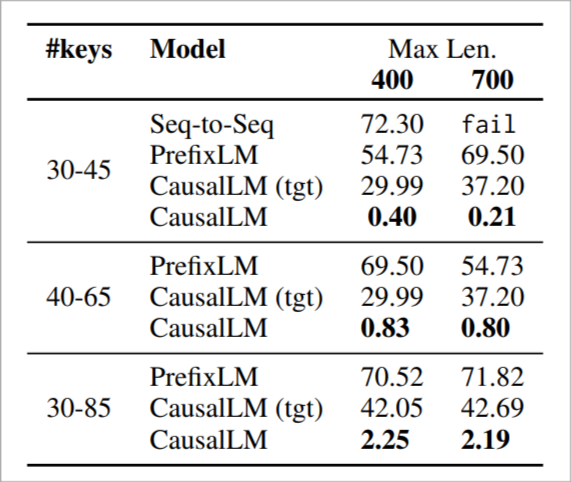 #keys Model Max Len.
400 700
Seq-to-Seq 72.30 fail
30-45 PrefixLM 54.73 69.50
CausalLM (tgt) 29.99 37.20
CausalLM 0.40 0.21
PrefixLM 69.50 54.73
40-65 CausalLM (tgt) 29.99 37.20
CausalLM 0.83 0.80
PrefixLM 70.52 71.82
30-85 CausalLM (tgt) 42.05 42.69
CausalLM 2.25 2.19